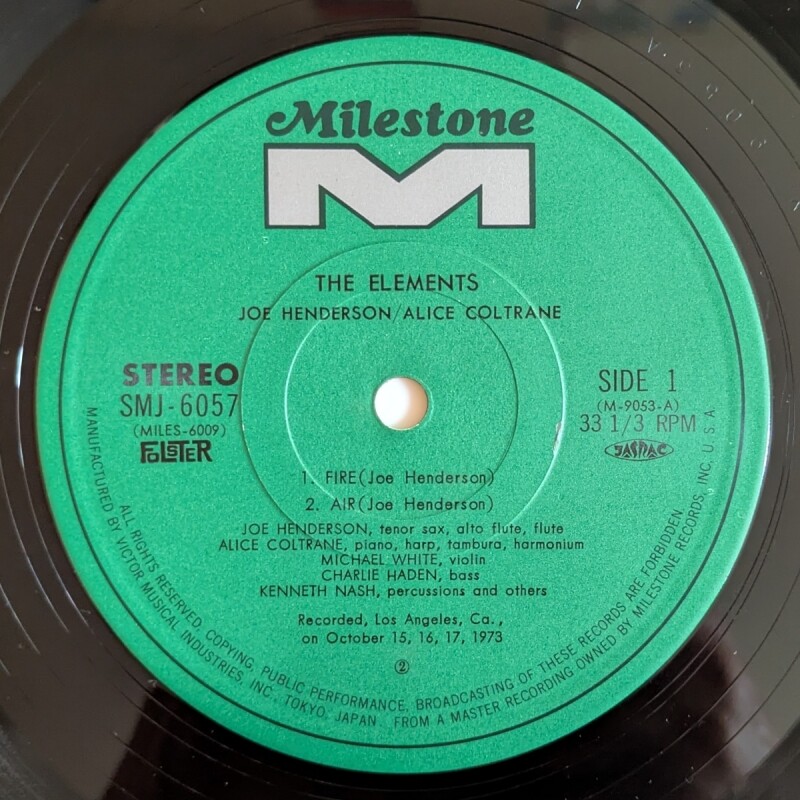 Milestone
M
THE ELEMENTS
JOE HENDERSON/ALICE COLTRANE
STEREO
SMJ-6057
(MILES-6009)
FOLSTER
SIDE 1
(M-9053-A)
33 1/3 RPM
JASRAC
1. FIRE(Joe Henderson)
2. AIR(Joe Henderson)
JOE HENDERSON, tenor sax, alto flute, flute
ALICE COLTRANE, piano, harp, tambura, harmonium
MICHAEL WHITE, violin
CHARLIE HADEN, bass
KENNETH NASH, percussions and others
Recorded, Los Angeles, Ca.,
on October 15, 16, 17, 1973
②
ALL RIGHTS RESERVED. COPYING, PUBLIC PERFORMANCE, BROADCASTING OF THESE RECORDS ARE FORBIDDEN.
MANUFACTURED BY VICTOR MUSICAL INDUSTRIES, INC. TOKYO, JAPAN. FROM A MASTER RECORDING OWNED BY MILESTONE RECORDS, INC. U.S.A.